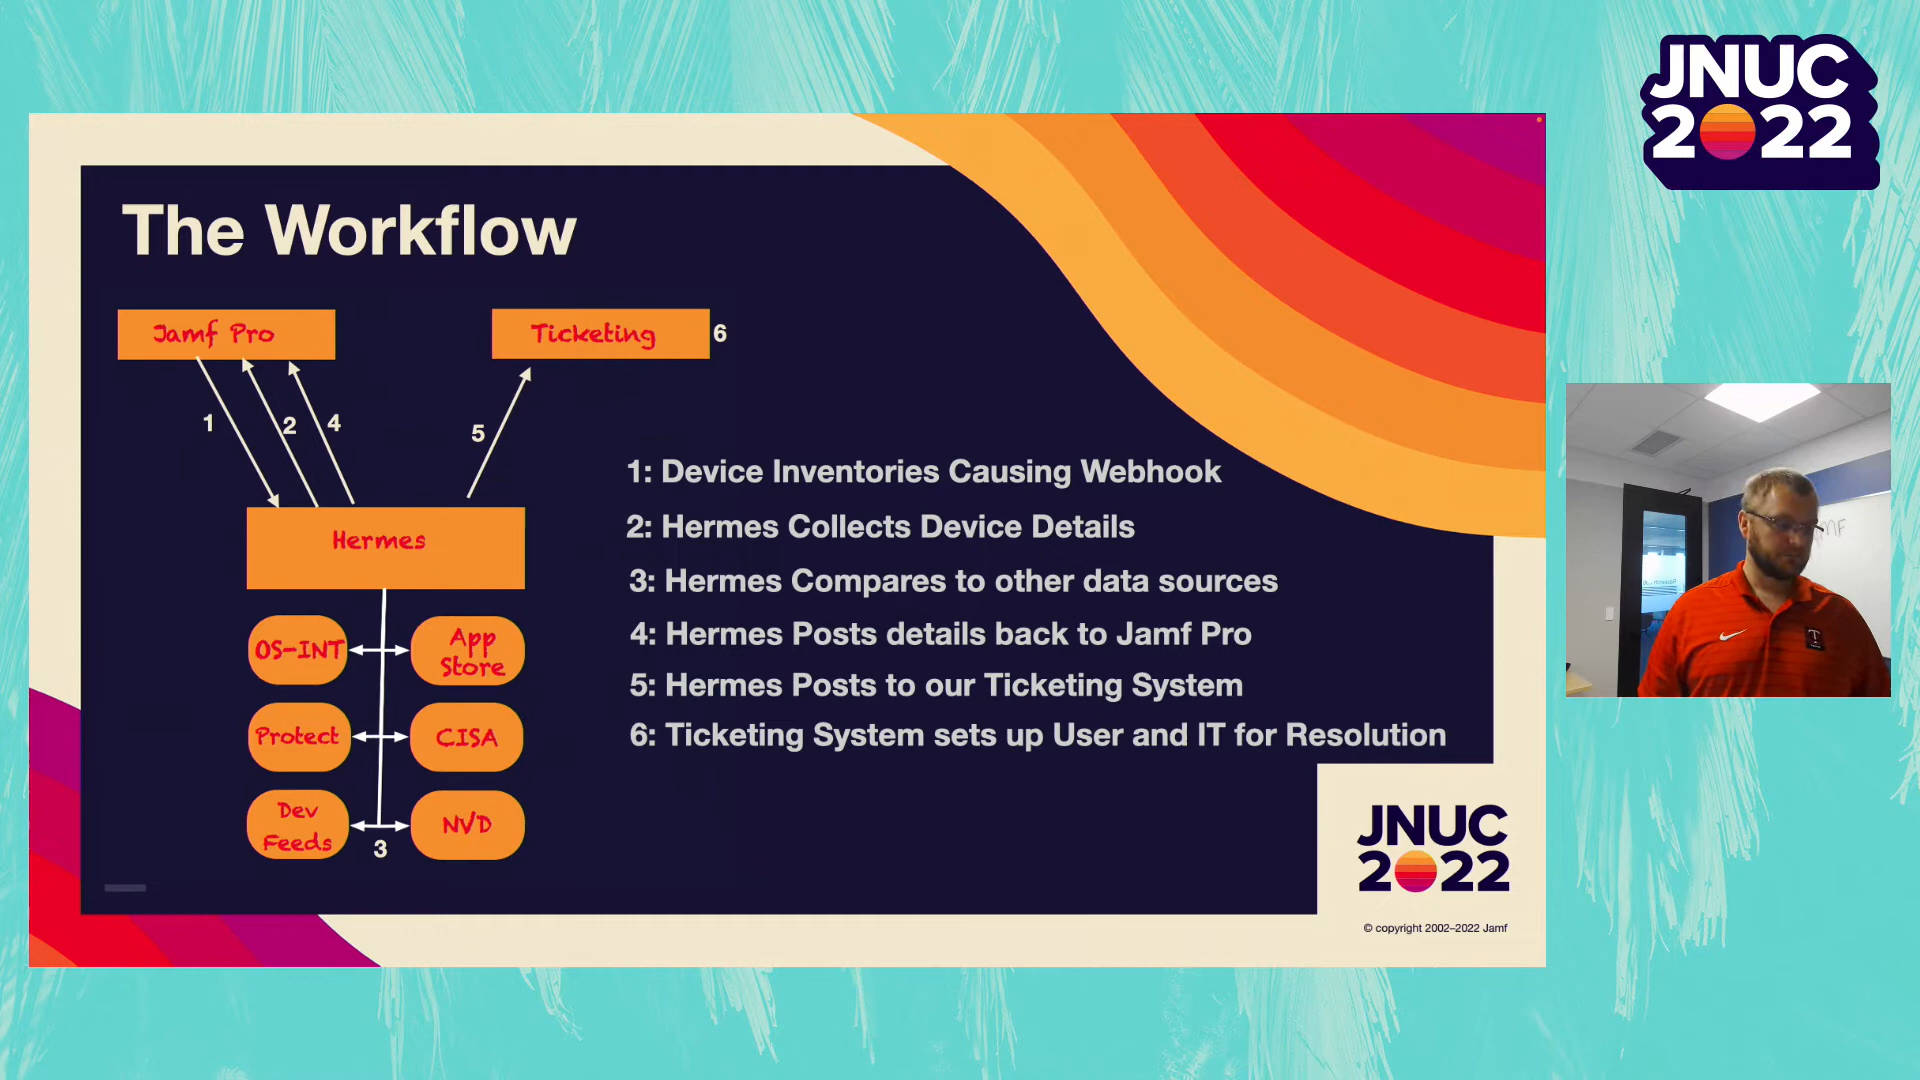 JNUC
2022
The Workflow
Jamf Pro
Ticketing
6
1
2
4
5
Hermes
OS-INT
App
Store
Protect
CISA
Dev
Feeds
NVD
3
1: Device Inventories Causing Webhook
2: Hermes Collects Device Details
3: Hermes Compares to other data sources
4: Hermes Posts details back to Jamf Pro
5: Hermes Posts to our Ticketing System
6: Ticketing System sets up User and IT for Resolution
JNUC
2022
© copyright 2002–2022 Jamf